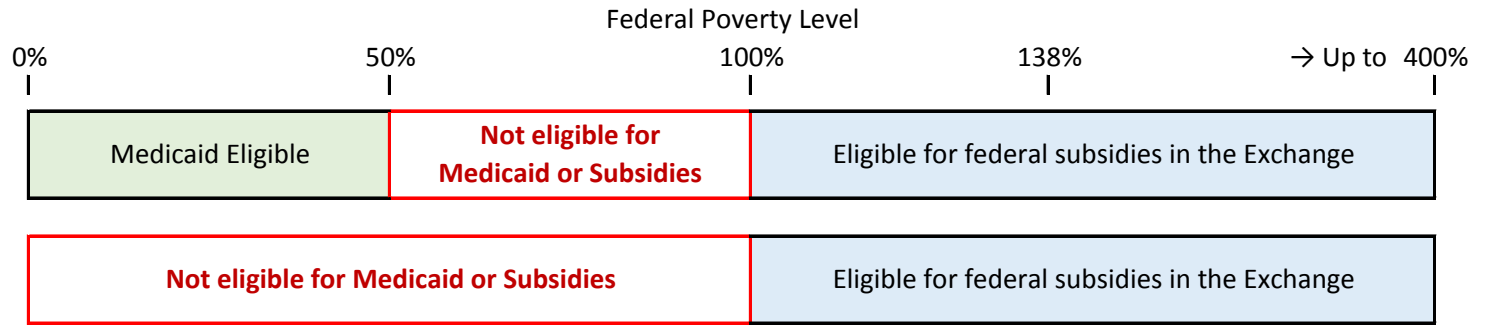 Federal Poverty Level
0% 50% 100% 138% → Up to 400%
Medicaid Eligible
Not eligible for
Medicaid or Subsidies
Eligible for federal subsidies in the Exchange
Not eligible for Medicaid or Subsidies
Eligible for federal subsidies in the Exchange